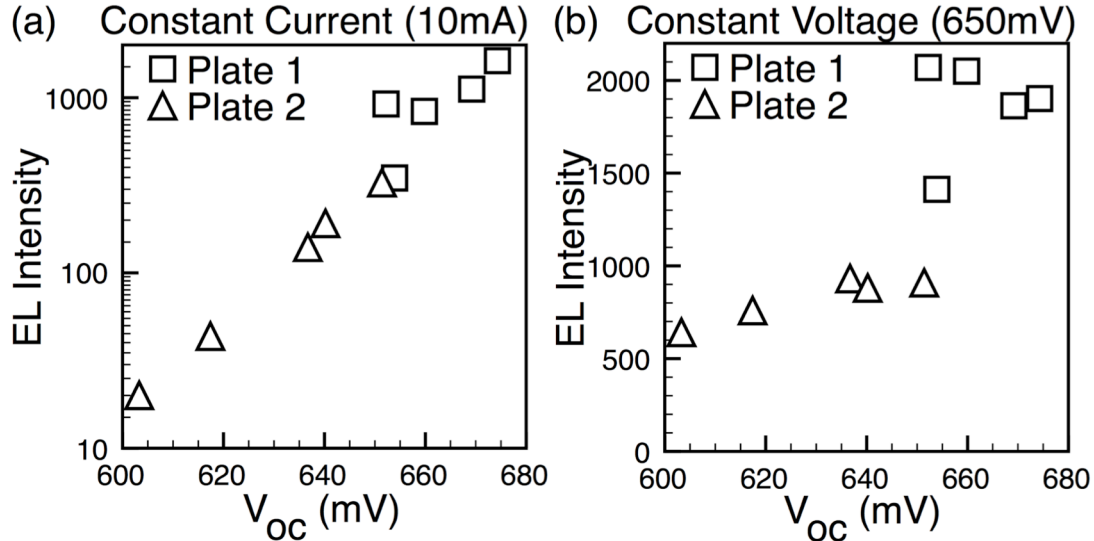 (a) Constant Current (10mA)
Plate 1
Plate 2
1000
100
10
EL Intensity
600 620 640 660 680
VOC (mV)
(b) Constant Voltage (650mV)
Plate 1
Plate 2
2000
1500
1000
500
0
EL Intensity
600 620 640 660 680
VOC (mV)